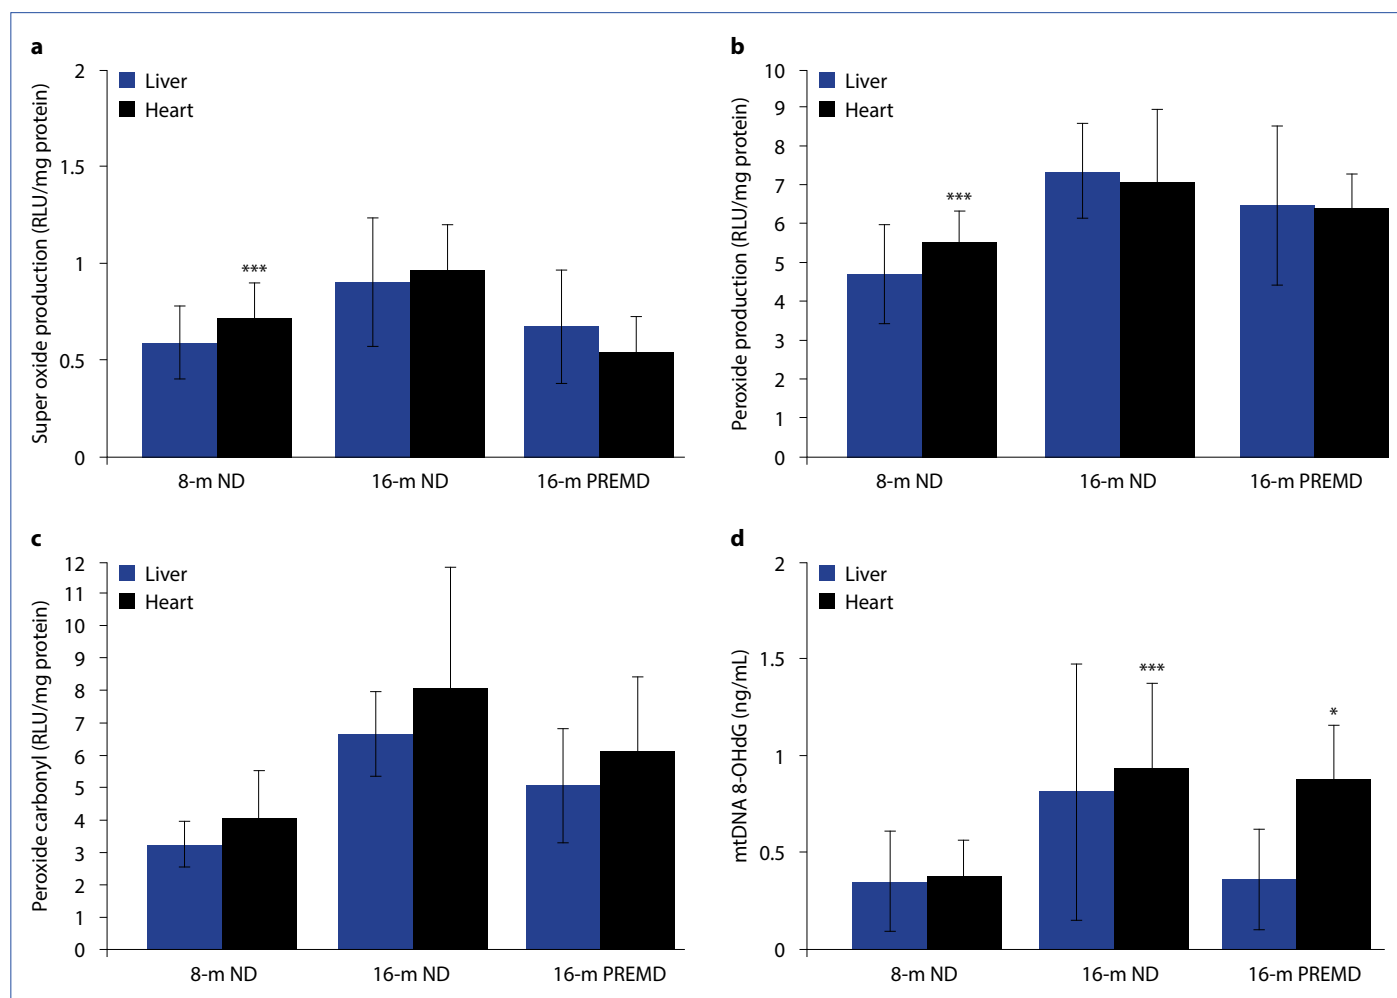 a
Super oxide production (RLU/mg protein)
2
1.5
1
0.5
0
Liver
Heart
***
8-m ND
16-m ND
16-m PREMD
b
Peroxide production (RLU/mg protein)
10
9
8
7
6
5
4
3
2
1
0
Liver
Heart
***
8-m ND
16-m ND
16-m PREMD
c
Peroxide carbonyl (RLU/mg protein)
12
11
10
9
8
7
6
5
4
3
2
1
0
Liver
Heart
8-m ND
16-m ND
16-m PREMD
d
mtDNA 8-OHdG (ng/mL)
2
1.5
1
0.5
0
Liver
Heart
***
*
8-m ND
16-m ND
16-m PREMD